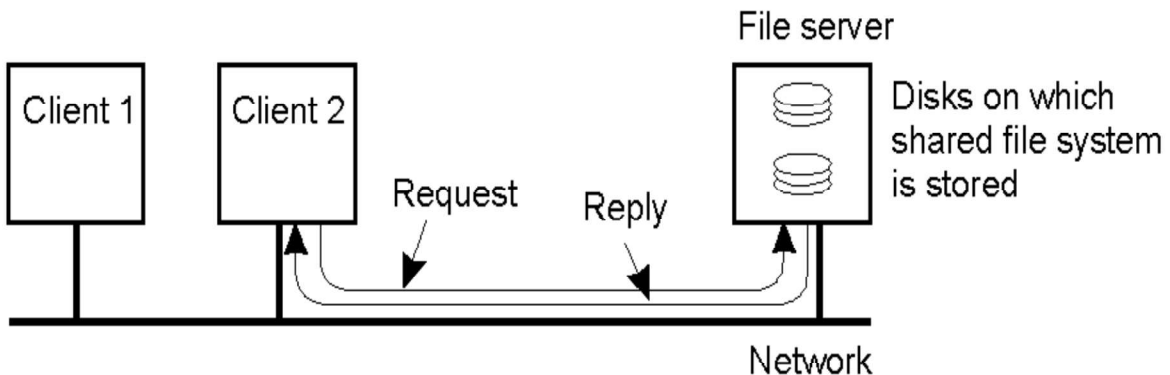 File server
Client 1
Client 2
Disks on which
shared file system
is stored
Request
Reply
Network